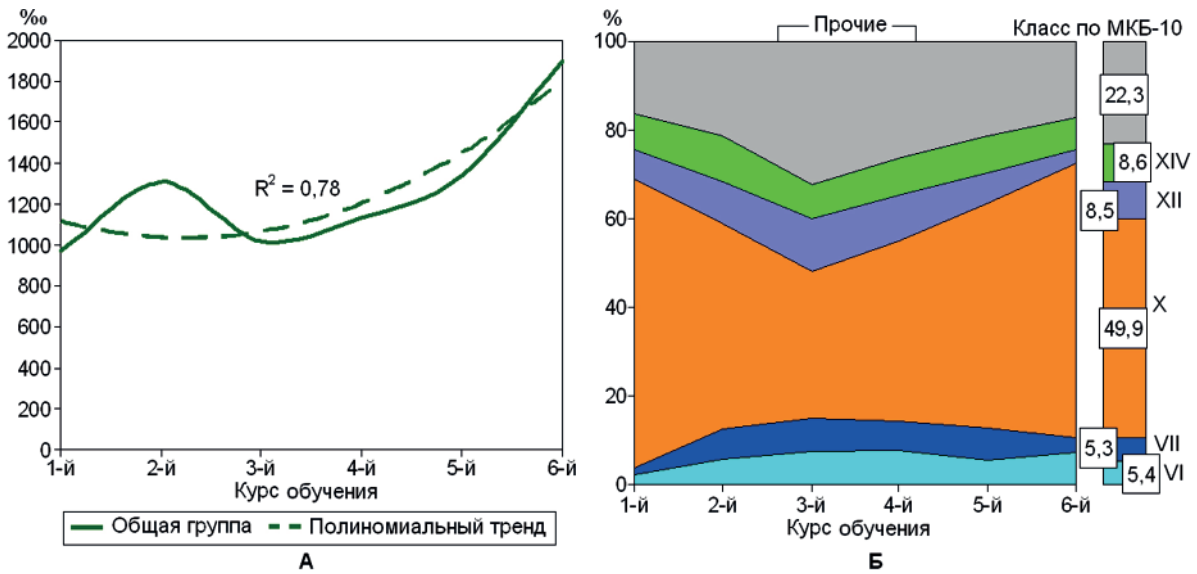 ‰
2000
1800
1600
1400
1200
1000
800
600
400
200
0
R² = 0,78
1-й 2-й 3-й 4-й 5-й 6-й
Курс обучения
Общая группа Полиномиальный тренд
А
% Прочие Класс по МКБ-10
100
80
60
40
20
0
22,3
8,6 XIV
8,5 XII
49,9 X
5,3 VII
5,4 VI
1-й 2-й 3-й 4-й 5-й 6-й
Курс обучения
Б